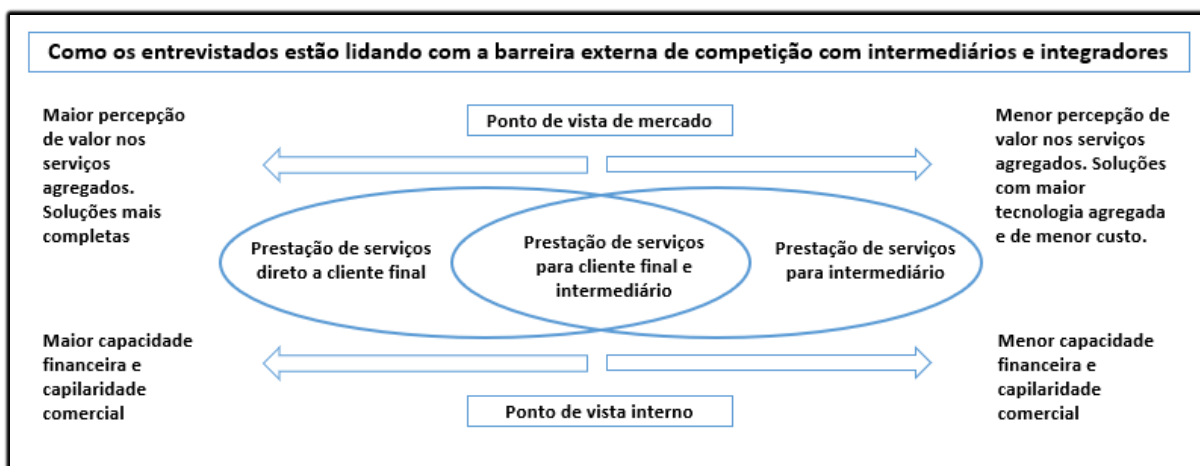 Como os entrevistados estão lidando com a barreira externa de competição com intermediários e integradores
Maior percepção
de valor nos
serviços
agregados.
Soluções mais
completas
Ponto de vista de mercado
Menor percepção de
valor nos serviços
agregados. Soluções
com maior
tecnologia agregada
e de menor custo.
Prestação de serviços
direto a cliente final
Prestação de serviços
para cliente final e
intermediário
Prestação de serviços
para intermediário
Maior capacidade
financeira e
capilaridade
comercial
Ponto de vista interno
Menor capacidade
financeira e
capilaridade
comercial